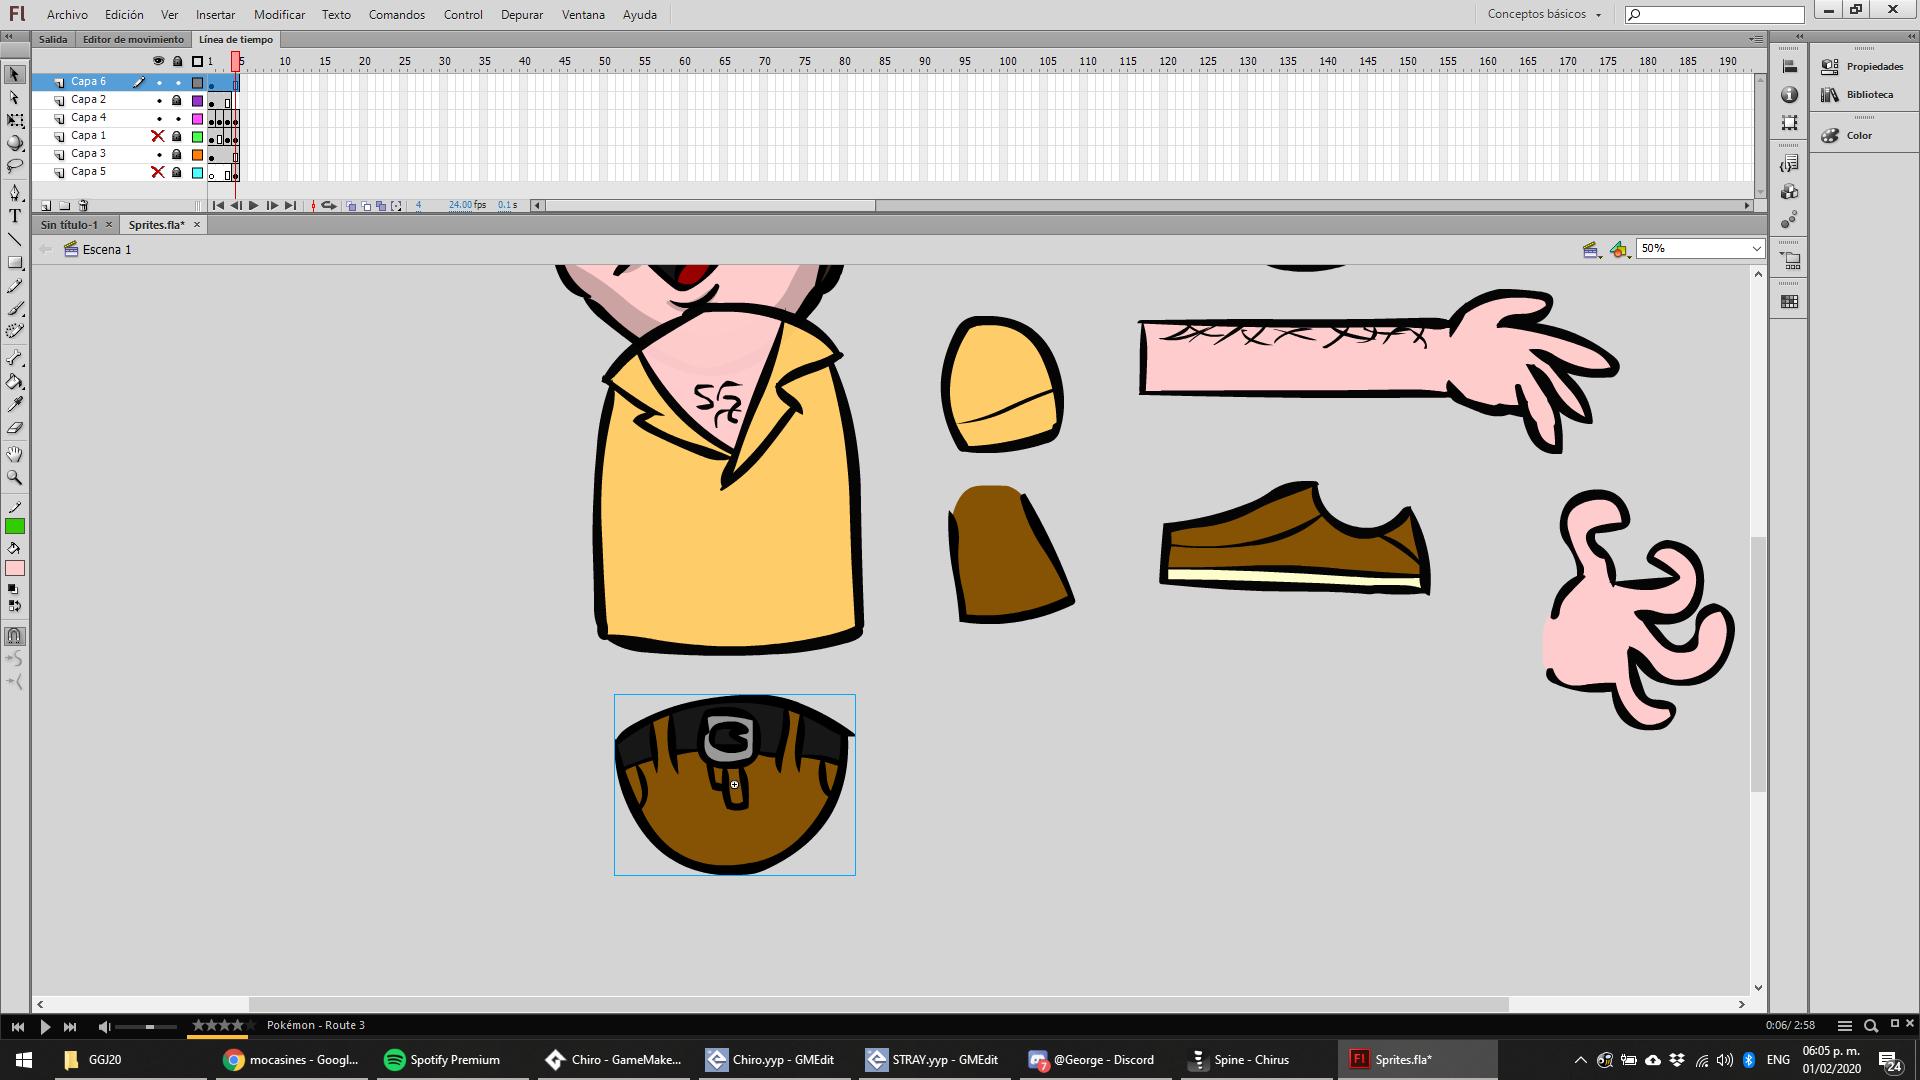 Fl Archivo Edición Ver Insertar Modificar Texto Comandos Control Depurar Ventana Ayuda Conceptos básicos
Salida Editor de movimiento Línea de tiempo
1 5 10 15 20 25 30 35 40 45 50 55 60 65 70 75 80 85 90 95 100 105 110 115 120 125 130 135 140 145 150 155 160 165 170 175 180 185 190
Capa 6
Capa 2
Capa 4
Capa 1
Capa 3
Capa 5
4 24.00 fps 0.1 s
Propiedades
Biblioteca
Color
Sin título-1 × Sprites.fla* ×
Escena 1 50%
T
Pokémon - Route 3 0:06/ 2:58
GGJ20 mocasines - Googl... Spotify Premium Chiro - GameMake... Chiro.yyp - GMEdit STRAY.yyp - GMEdit 7 @George - Discord Spine - Chirus Fl Sprites.fla* ENG 06:05 p. m. 24
01/02/2020